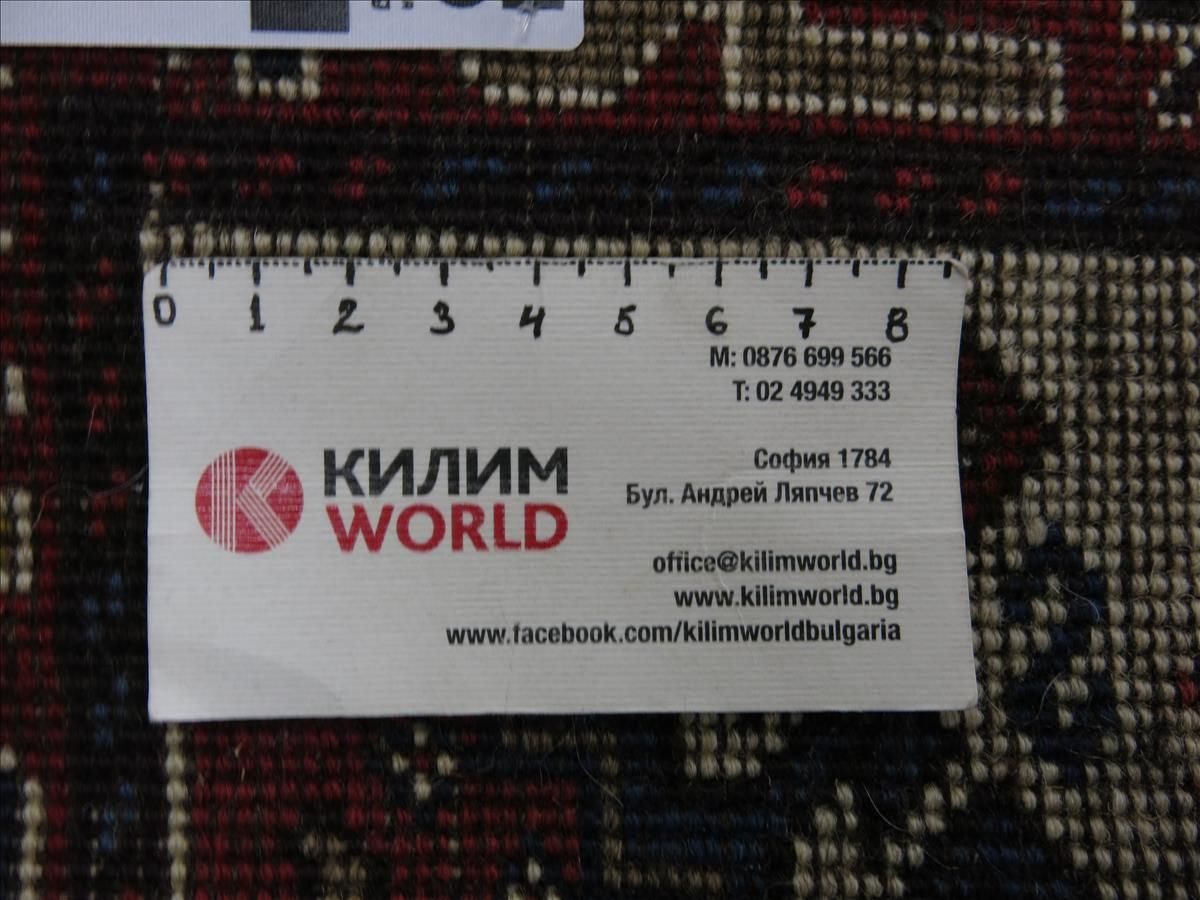 0 1 2 3 4 5 6 7 8
M: 0876 699 566
T: 02 4949 333
КИЛИМ
WORLD
София 1784
Бул. Андрей Ляпчев 72
office@kilimworld.bg
www.kilimworld.bg
www.facebook.com/kilimworldbulgaria